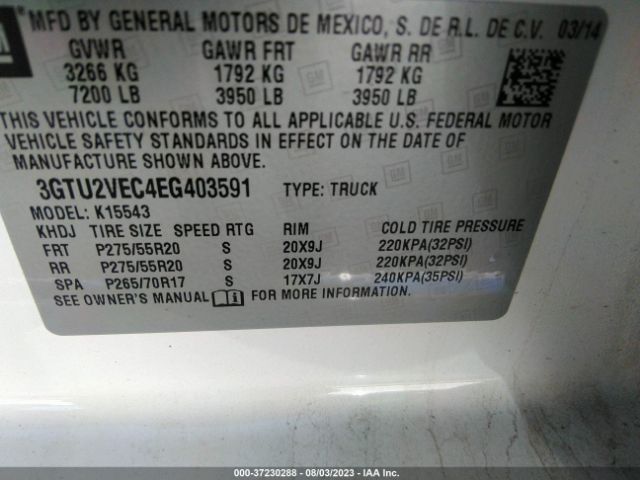 GM
MFD BY GENERAL MOTORS DE MEXICO, S. DE R.L. DE C.V. 03/14
GVWR GAWR FRT GAWR RR
3266 KG 1792 KG 1792 KG
7200 LB 3950 LB 3950 LB
THIS VEHICLE CONFORMS TO ALL APPLICABLE U.S. FEDERAL MOTOR
VEHICLE SAFETY STANDARDS IN EFFECT ON THE DATE OF
MANUFACTURE SHOWN ABOVE.
3GTU2VEC4EG403591 TYPE: TRUCK
MODEL: K15543
KHDJ TIRE SIZE SPEED RTG RIM COLD TIRE PRESSURE
FRT P275/55R20 S 20X9J 220KPA(32PSI)
RR P275/55R20 S 20X9J 220KPA(32PSI)
SPA P265/70R17 S 17X7J 240KPA(35PSI)
SEE OWNER'S MANUAL FOR MORE INFORMATION.
000-37230288 - 08/03/2023 - IAA Inc.